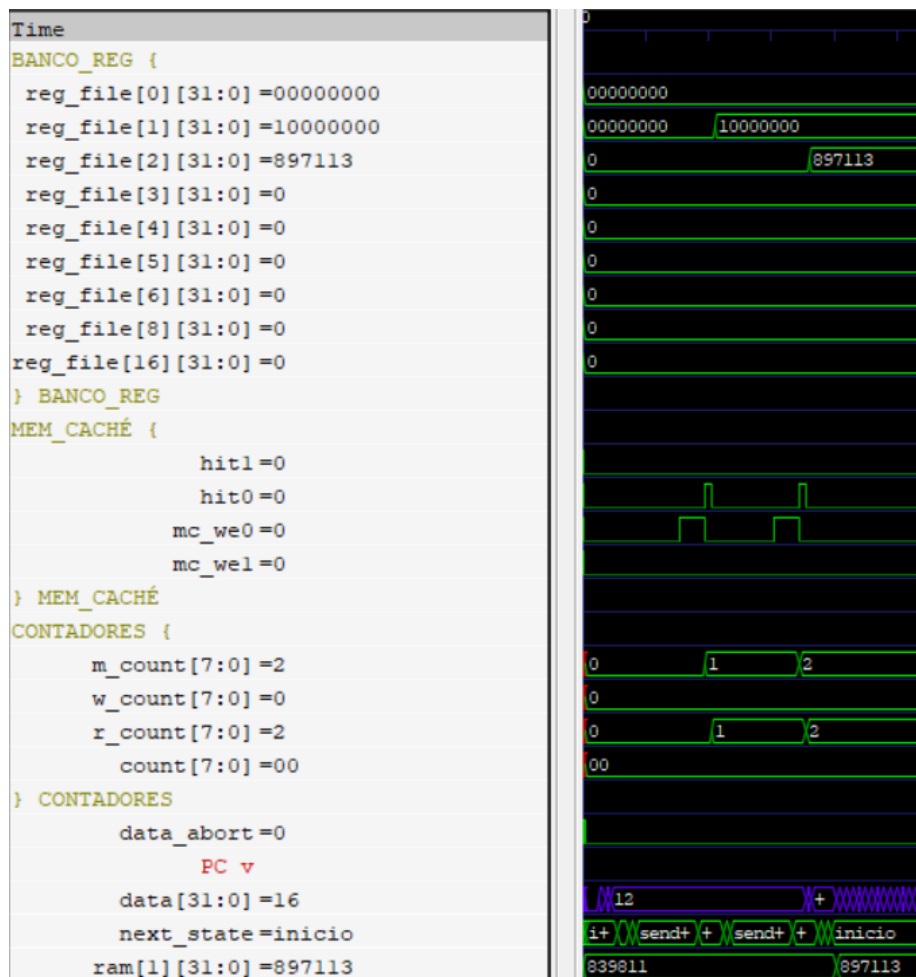 Time 0
BANCO_REG {
reg_file[0][31:0]=00000000 00000000
reg_file[1][31:0]=10000000 00000000 10000000
reg_file[2][31:0]=897113 0 897113
reg_file[3][31:0]=0 0
reg_file[4][31:0]=0 0
reg_file[5][31:0]=0 0
reg_file[6][31:0]=0 0
reg_file[8][31:0]=0 0
reg_file[16][31:0]=0 0
} BANCO_REG
MEM_CACHÉ {
hit1=0
hit0=0
mc_we0=0
mc_we1=0
} MEM_CACHÉ
CONTADORES {
m_count[7:0]=2 0 1 2
w_count[7:0]=0 0
r_count[7:0]=2 0 1 2
count[7:0]=00 00
} CONTADORES
data_abort=0
PC
data[31:0]=16 12 +
next_state=inicio i+ send+ + send+ + inicio
ram[1][31:0]=897113 839811 897113